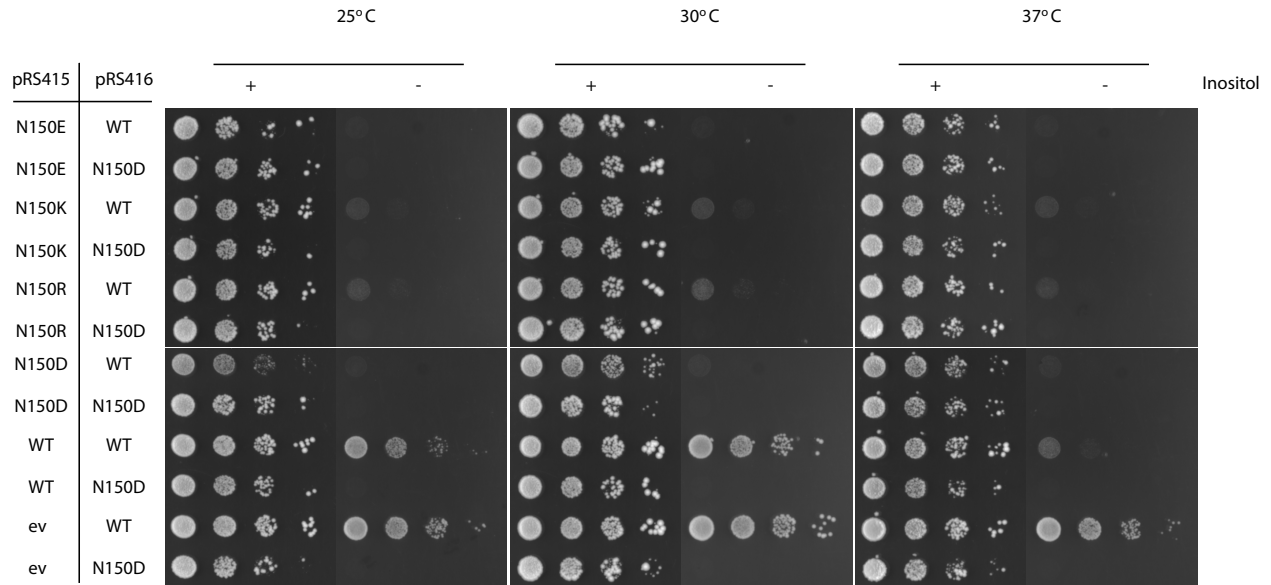 25°C 30°C 37°C
pRS415 pRS416 + - + - + - Inositol
N150E WT
N150E N150D
N150K WT
N150K N150D
N150R WT
N150R N150D
N150D WT
N150D N150D
WT WT
WT N150D
ev WT
ev N150D